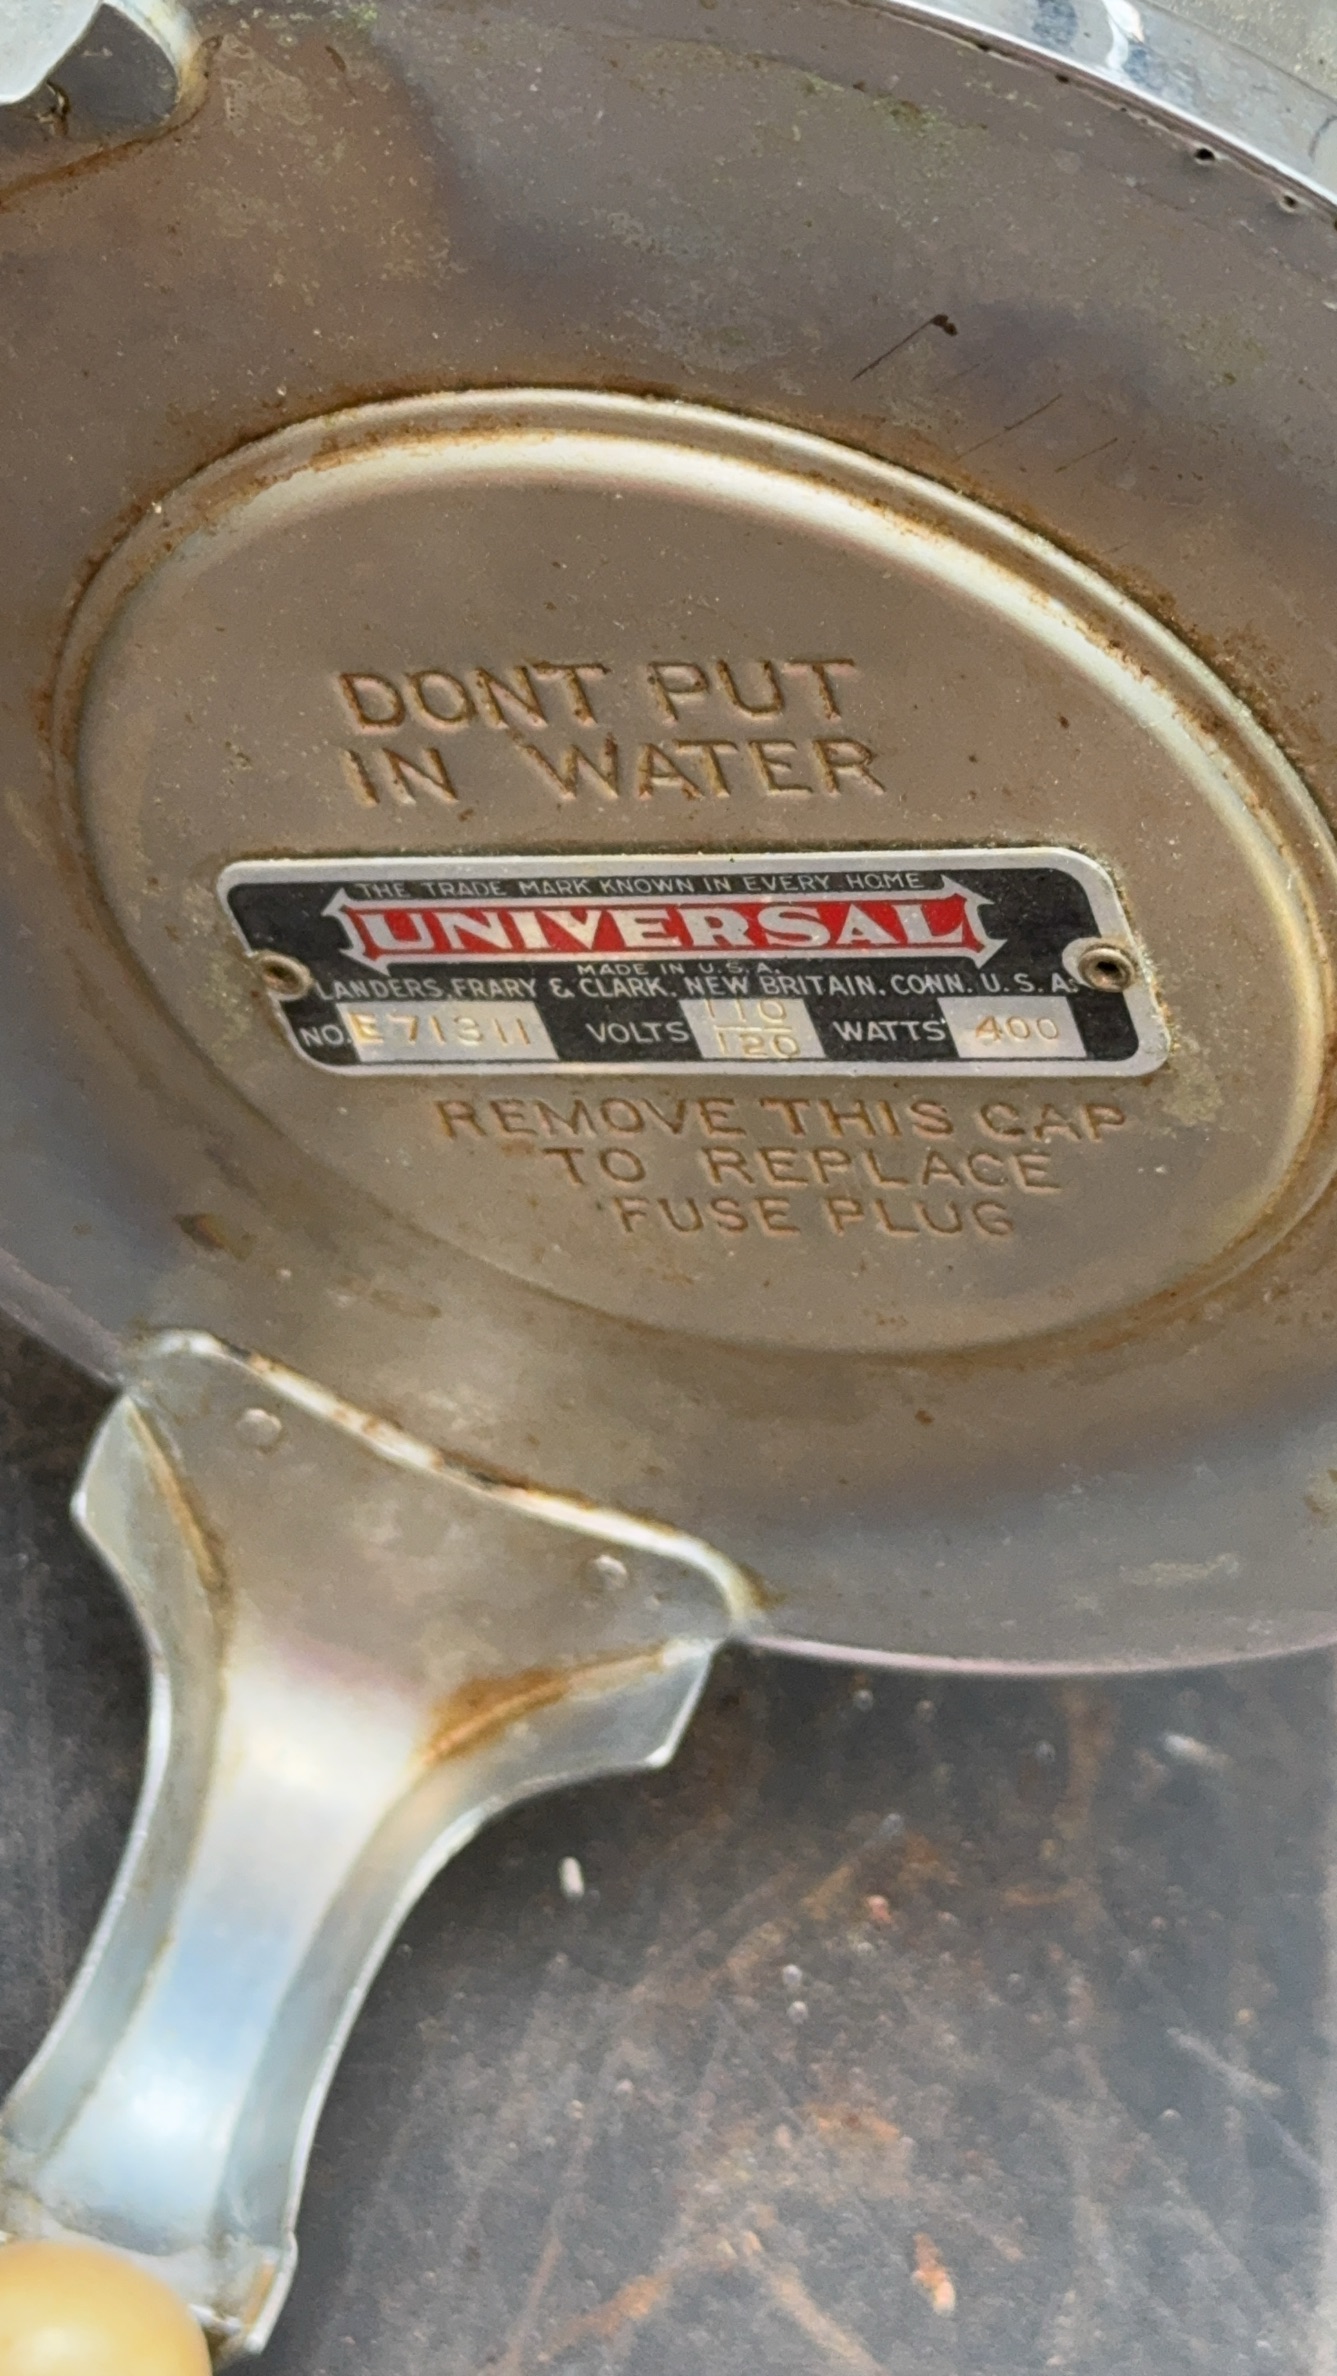 DONT PUT
IN WATER
THE TRADE MARK KNOWN IN EVERY HOME
UNIVERSAL
MADE IN U.S.A.
LANDERS, FRARY & CLARK, NEW BRITAIN, CONN. U.S.A.
NO. E71311 VOLTS 110/120 WATTS 400
REMOVE THIS CAP
TO REPLACE
FUSE PLUG